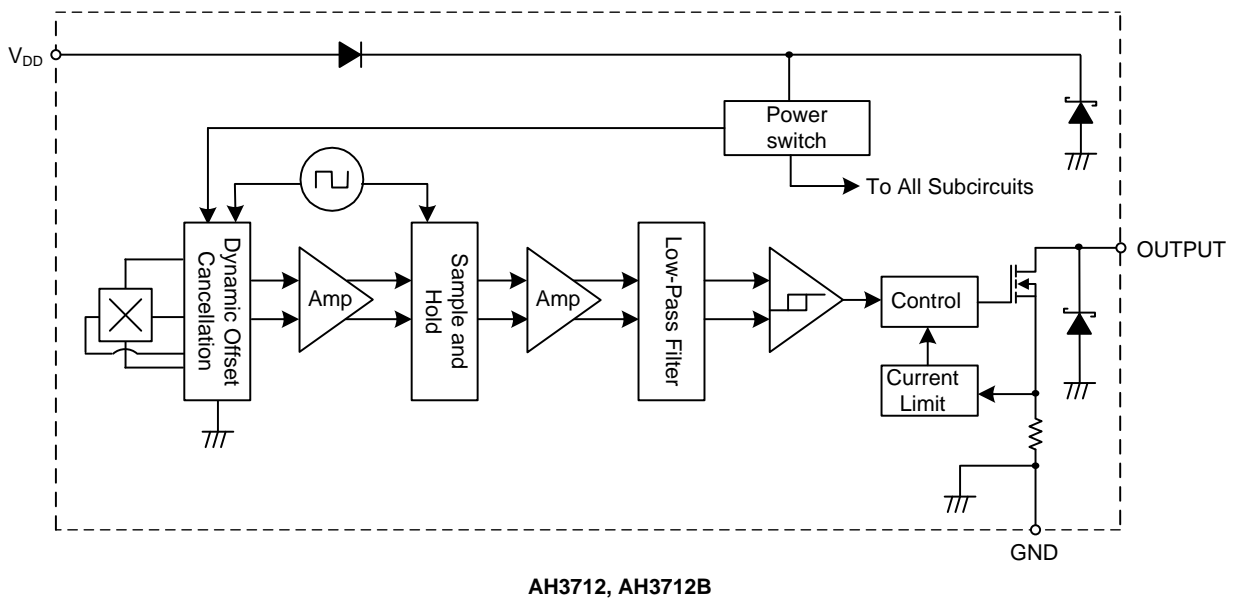 VDD
Power
switch
To All Subcircuits
Dynamic Offset
Cancellation
Amp
Sample and
Hold
Amp
Low-Pass Filter
Control
Current
Limit
OUTPUT
GND
AH3712, AH3712B